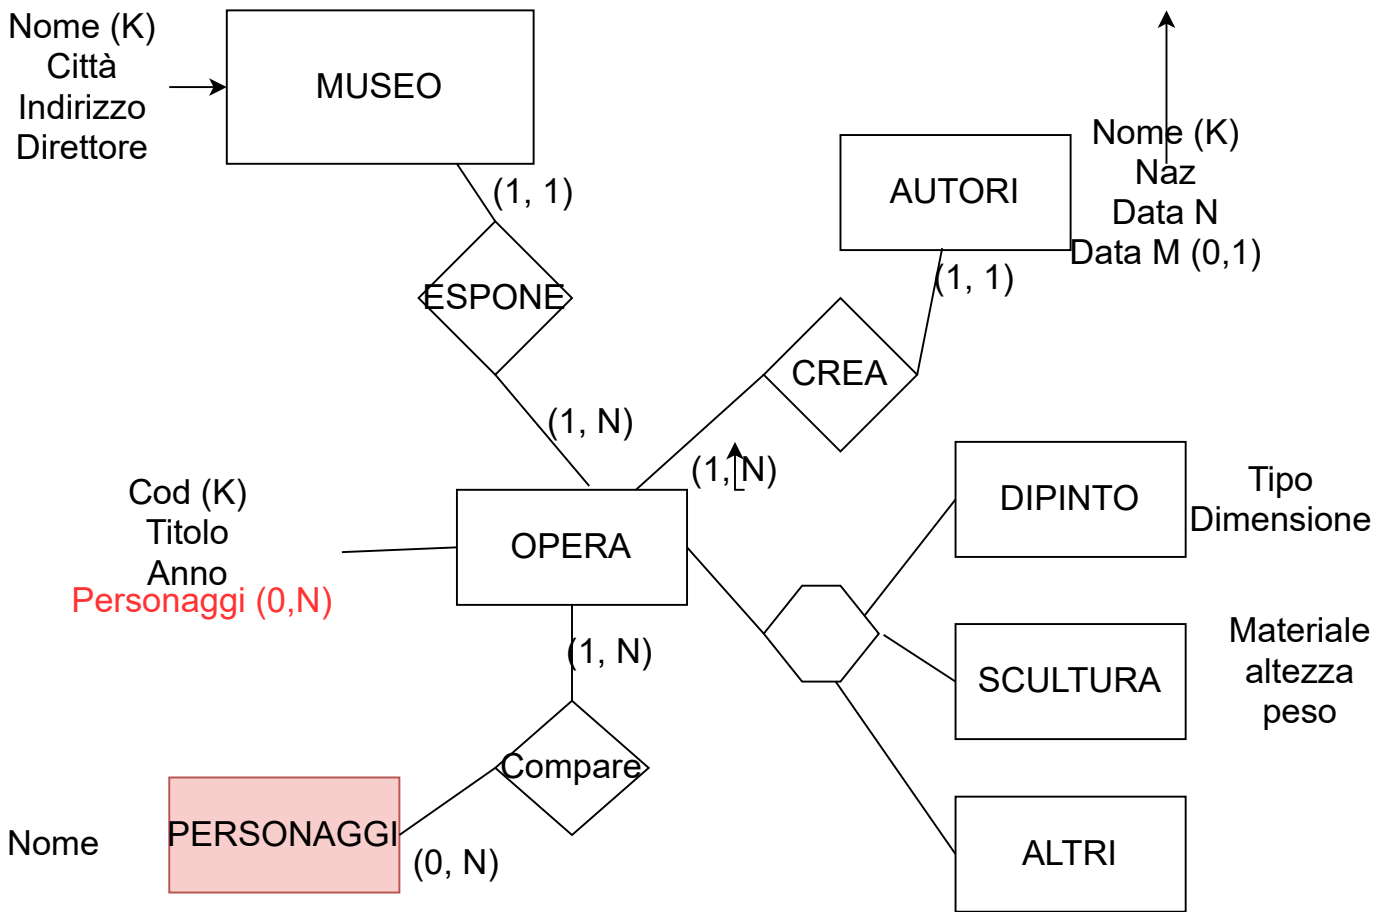 Nome (K)
Città
Indirizzo
Direttore
MUSEO
(1, 1)
ESPONE
(1, N)
AUTORI
Nome (K)
Naz
Data N
Data M (0,1)
(1, 1)
CREA
(1, N)
Cod (K)
Titolo
Anno
Personaggi (0,N)
OPERA
DIPINTO
Tipo
Dimensione
SCULTURA
Materiale
altezza
peso
ALTRI
(1, N)
Compare
(0, N)
PERSONAGGI
Nome